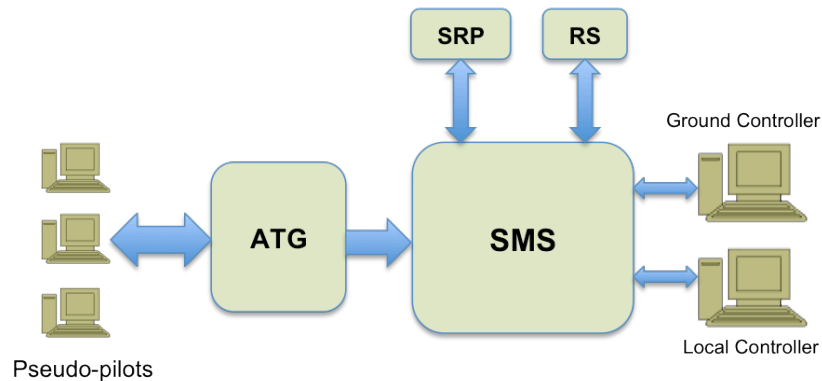 SRP
RS
Ground Controller
ATG
SMS
Local Controller
Pseudo-pilots